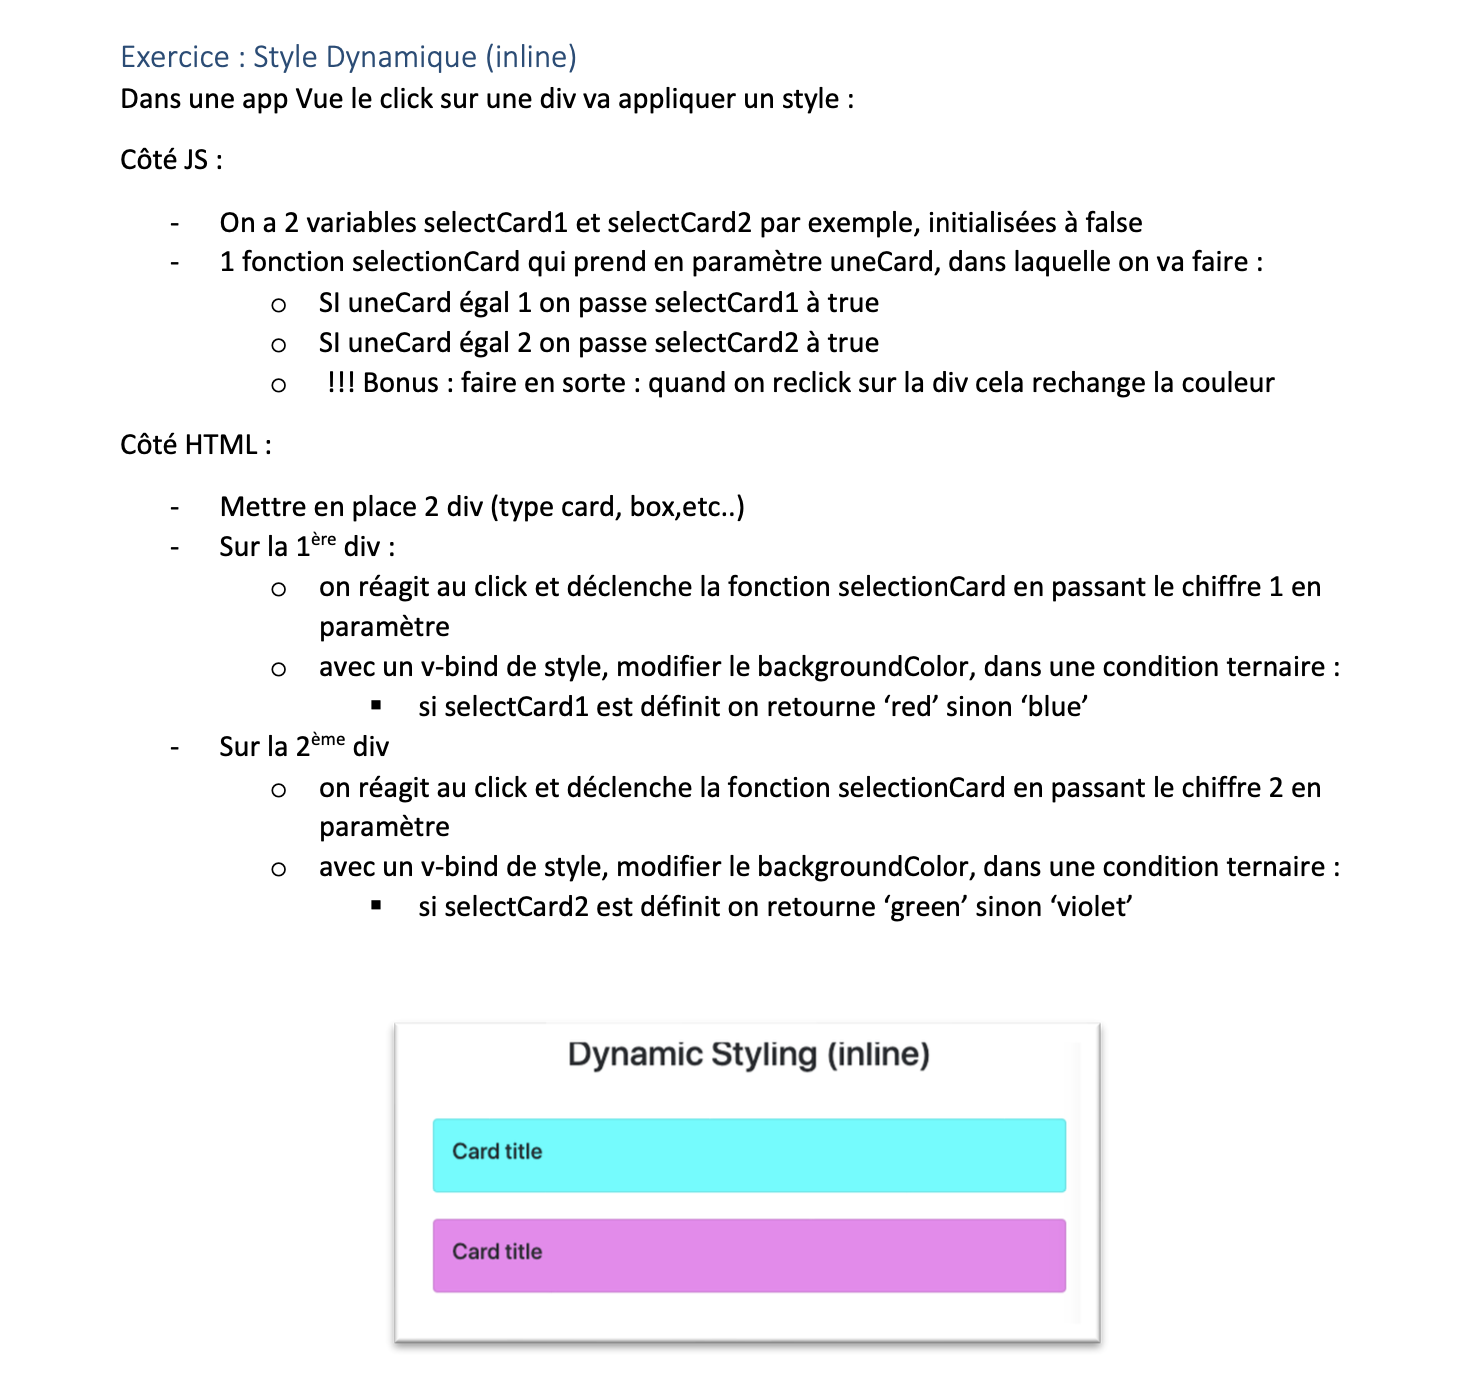 Exercice : Style Dynamique (inline)
Dans une app Vue le click sur une div va appliquer un style :
Côté JS :
- On a 2 variables selectCard1 et selectCard2 par exemple, initialisées à false
- 1 fonction selectionCard qui prend en paramètre uneCard, dans laquelle on va faire :
o SI uneCard égal 1 on passe selectCard1 à true
o SI uneCard égal 2 on passe selectCard2 à true
o !!! Bonus : faire en sorte : quand on reclick sur la div cela rechange la couleur
Côté HTML :
- Mettre en place 2 div (type card, box,etc..)
- Sur la 1ère div :
o on réagit au click et déclenche la fonction selectionCard en passant le chiffre 1 en
paramètre
o avec un v-bind de style, modifier le backgroundColor, dans une condition ternaire :
▪ si selectCard1 est définit on retourne ‘red’ sinon ‘blue’
- Sur la 2ème div
o on réagit au click et déclenche la fonction selectionCard en passant le chiffre 2 en
paramètre
o avec un v-bind de style, modifier le backgroundColor, dans une condition ternaire :
▪ si selectCard2 est définit on retourne ‘green’ sinon ‘violet’
Dynamic Styling (inline)
Card title
Card title